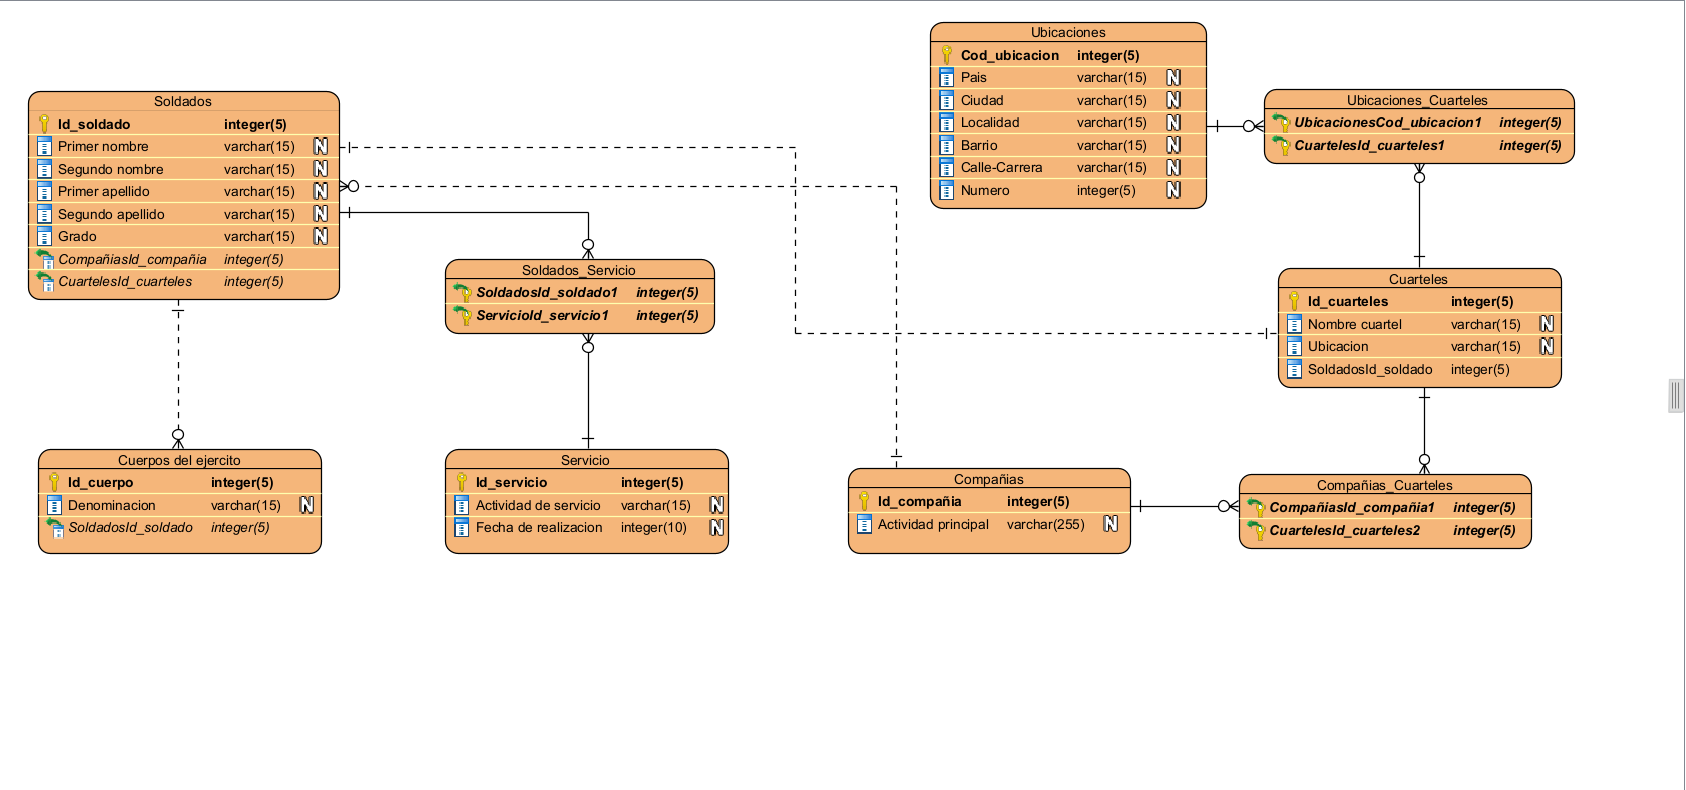 Soldados
Id_soldado integer(5)
Primer nombre varchar(15) N
Segundo nombre varchar(15) N
Primer apellido varchar(15) N
Segundo apellido varchar(15) N
Grado varchar(15) N
CompañiasId_compañia integer(5)
CuartelesId_cuarteles integer(5)
Ubicaciones
Cod_ubicacion integer(5)
Pais varchar(15) N
Ciudad varchar(15) N
Localidad varchar(15) N
Barrio varchar(15) N
Calle-Carrera varchar(15) N
Numero integer(5) N
Ubicaciones_Cuarteles
UbicacionesCod_ubicacion1 integer(5)
CuartelesId_cuarteles1 integer(5)
Soldados_Servicio
SoldadosId_soldado1 integer(5)
ServicioId_servicio1 integer(5)
Cuarteles
Id_cuarteles integer(5)
Nombre cuartel varchar(15) N
Ubicacion varchar(15) N
SoldadosId_soldado integer(5)
Cuerpos del ejercito
Id_cuerpo integer(5)
Denominacion varchar(15) N
SoldadosId_soldado integer(5)
Servicio
Id_servicio integer(5)
Actividad de servicio varchar(15) N
Fecha de realizacion integer(10) N
Compañias
Id_compañia integer(5)
Actividad principal varchar(255) N
Compañias_Cuarteles
CompañiasId_compañia1 integer(5)
CuartelesId_cuarteles2 integer(5)